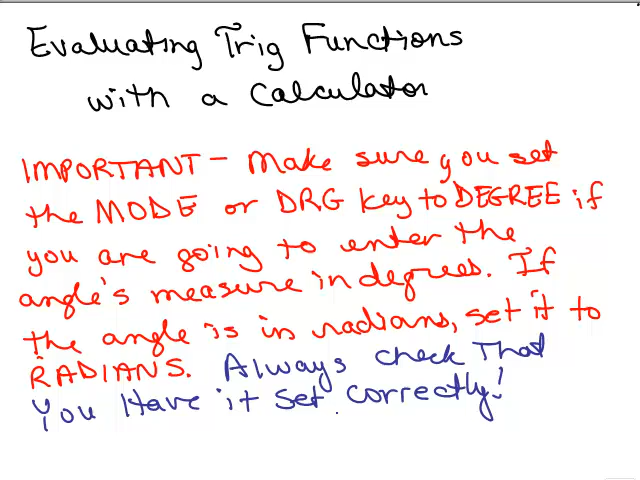 Evaluating Trig Functions
with a Calculator
IMPORTANT - Make sure you set
the MODE or DRG key to DEGREE if
you are going to enter the
angle's measure in degrees. If
the angle is in radians, set it to
RADIANS. Always check That
You Have it set correctly!